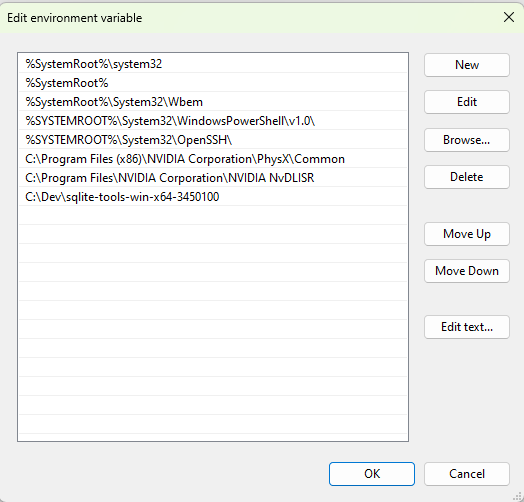 Edit environment variable
%SystemRoot%\system32
%SystemRoot%
%SystemRoot%\System32\Wbem
%SYSTEMROOT%\System32\WindowsPowerShell\v1.0\
%SYSTEMROOT%\System32\OpenSSH\
C:\Program Files (x86)\NVIDIA Corporation\PhysX\Common
C:\Program Files\NVIDIA Corporation\NVIDIA NvDLISR
C:\Dev\sqlite-tools-win-x64-3450100
New
Edit
Browse...
Delete
Move Up
Move Down
Edit text...
OK
Cancel